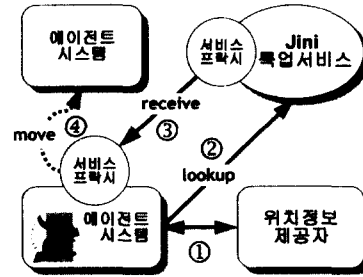 에이전트
시스템
서비스
프락시
Jini
룩업서비스
receive
③
move
④
②
lookup
서비스
프락시
에이전트
시스템
①
위치정보
제공자